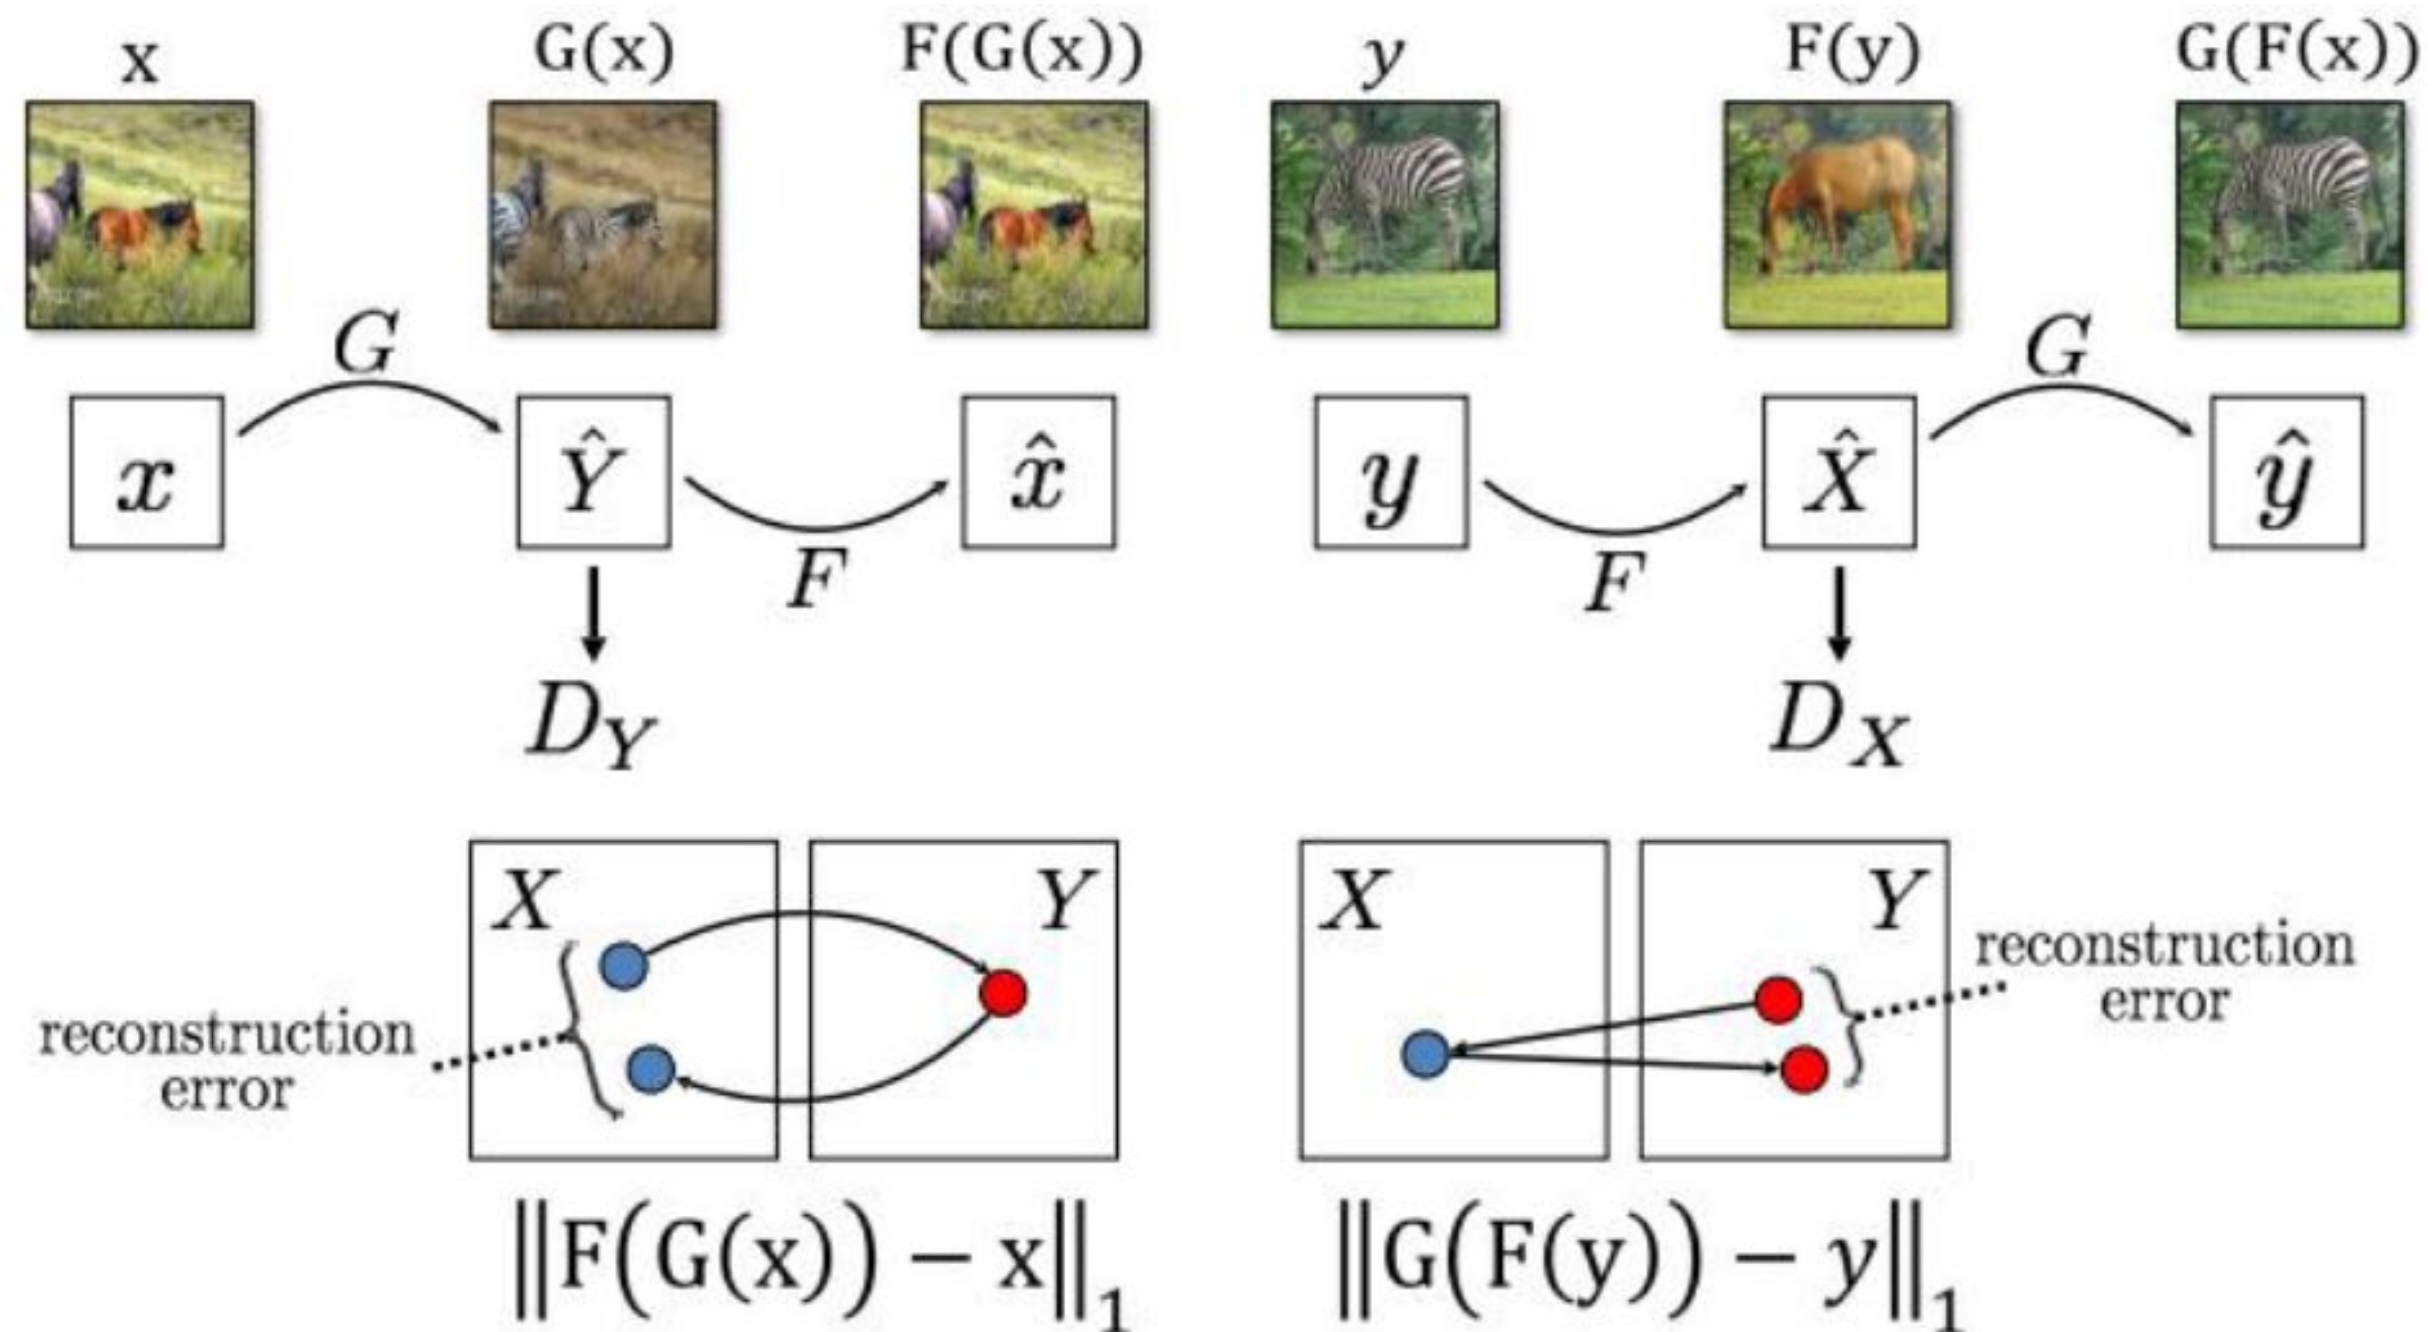 x G(x) F(G(x)) y F(y) G(F(x))
G G
x Ŷ x̂ y X̂ ŷ
F F
D_Y D_X
X Y X Y
reconstruction
error
reconstruction
error
‖F(G(x)) − x‖₁ ‖G(F(y)) − y‖₁